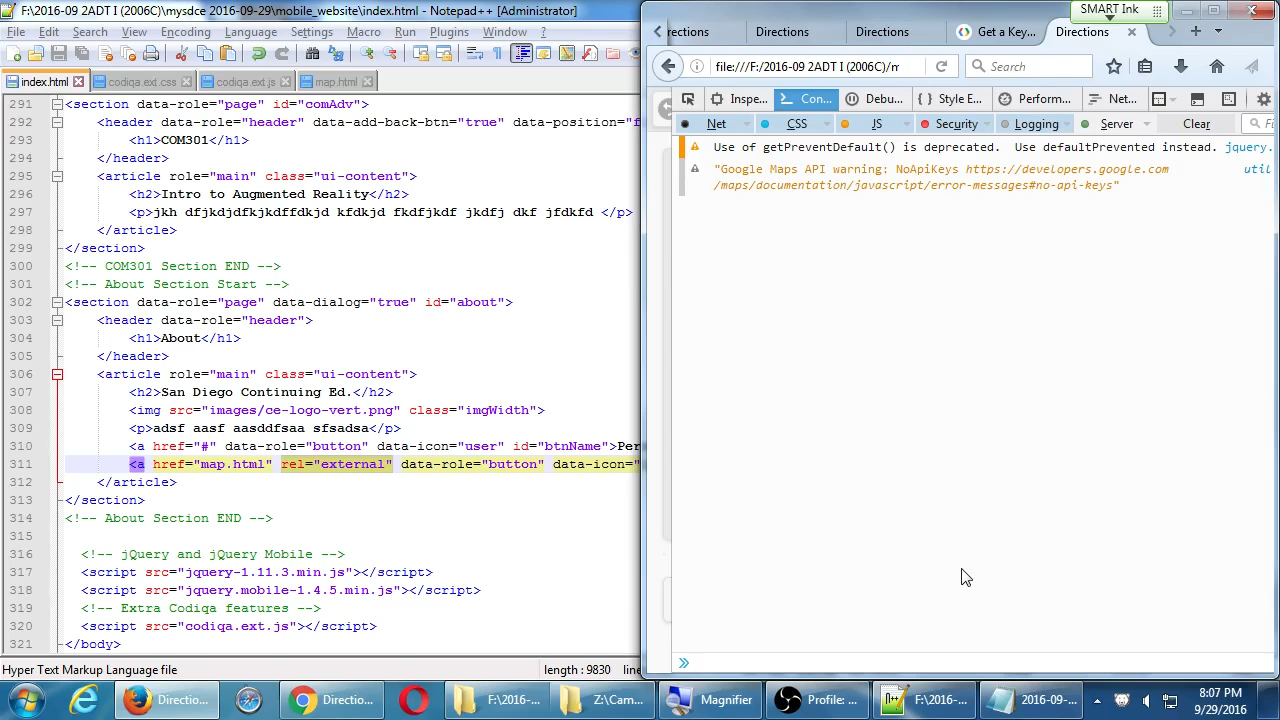 F:\2016-09 2ADT I (2006C)\mysdce 2016-09-29\mobile_website\index.html - Notepad++ [Administrator]
File Edit Search View Encoding Language Settings Macro Run Plugins Window ?
index.html codiqa.ext.css codiqa.ext.js map.html
291 <section data-role="page" id="comAdv">
292 <header data-role="header" data-add-back-btn="true" data-position="f
293 <h1>COM301</h1>
294 </header>
295 <article role="main" class="ui-content">
296 <h2>Intro to Augmented Reality</h2>
297 <p>jkh dfjkdjdfkjkdffdkjd kfdkjd fkdfjkdf jkdfj dkf jfdkfd </p>
298 </article>
299 </section>
300 <!-- COM301 Section END -->
301 <!-- About Section Start -->
302 <section data-role="page" data-dialog="true" id="about">
303 <header data-role="header">
304 <h1>About</h1>
305 </header>
306 <article role="main" class="ui-content">
307 <h2>San Diego Continuing Ed.</h2>
308 <img src="images/ce-logo-vert.png" class="imgWidth">
309 <p>adsf aasf aasddfsaa sfsadsa</p>
310 <a href="#" data-role="button" data-icon="user" id="btnName">Per
311 <a href="map.html" rel="external" data-role="button" data-icon="
312 </article>
313 </section>
314 <!-- About Section END -->
315
316 <!-- jQuery and jQuery Mobile -->
317 <script src="jquery-1.11.3.min.js"></script>
318 <script src="jquery.mobile-1.4.5.min.js"></script>
319 <!-- Extra Codiqa features -->
320 <script src="codiqa.ext.js"></script>
321 </body>
Hyper Text Markup Language file length : 9830 line
SMART Ink
rections Directions Directions Get a Key... Directions
file:///F:/2016-09 2ADT I (2006C)/m Search
Inspe... Con... Debu... Style E... Perform... Net...
Net CSS JS Security Logging Server Clear Fi
Use of getPreventDefault() is deprecated. Use defaultPrevented instead. jquery.
"Google Maps API warning: NoApiKeys https://developers.google.com util
/maps/documentation/javascript/error-messages#no-api-keys"
Directio... Directio... F:\2016-... Z:\Cam... Magnifier Profile: ... F:\2016-... 2016-09-...
8:07 PM
9/29/2016